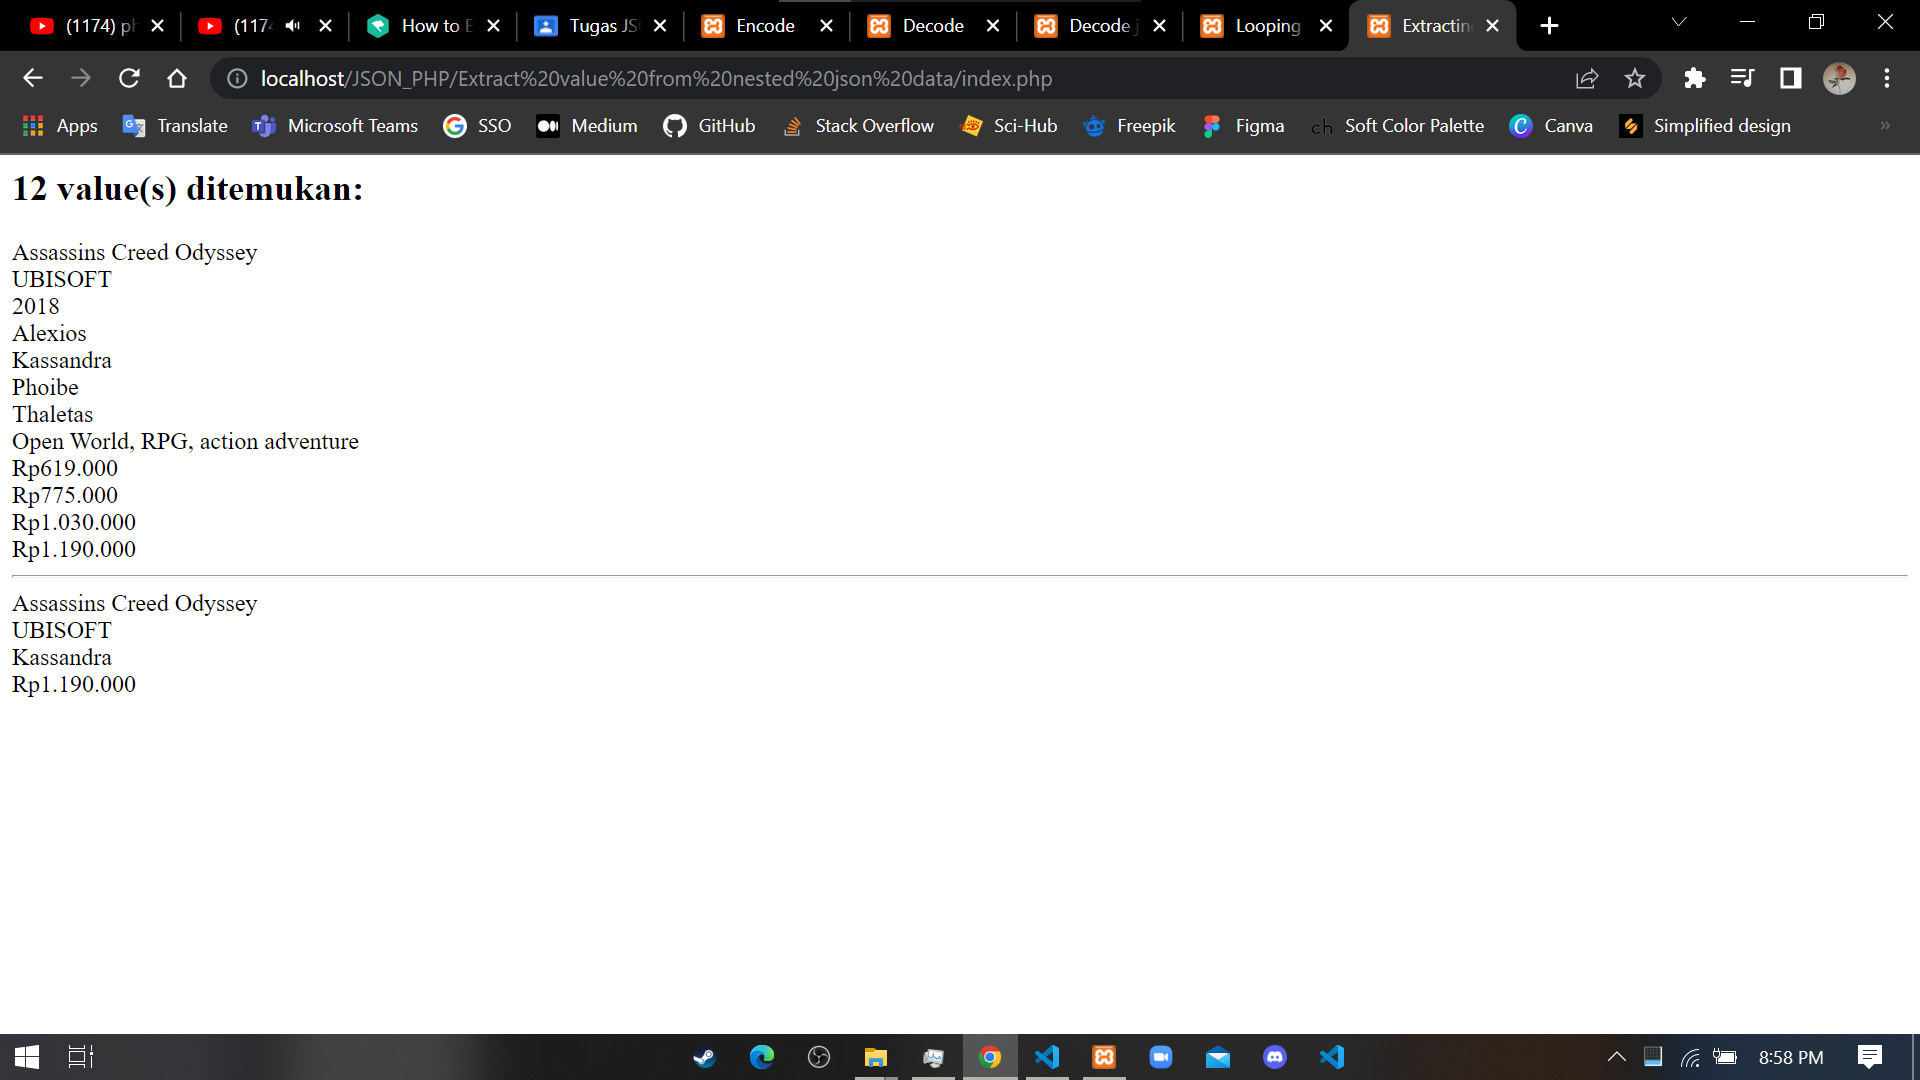 (1174) p
(1174
How to E
Tugas JS
Encode
Decode
Decode j
Looping
Extracting
localhost/JSON_PHP/Extract%20value%20from%20nested%20json%20data/index.php
Apps
Translate
Microsoft Teams
SSO
Medium
GitHub
Stack Overflow
Sci-Hub
Freepik
Figma
ch Soft Color Palette
Canva
Simplified design
»
12 value(s) ditemukan:
Assassins Creed Odyssey
UBISOFT
2018
Alexios
Kassandra
Phoibe
Thaletas
Open World, RPG, action adventure
Rp619.000
Rp775.000
Rp1.030.000
Rp1.190.000
Assassins Creed Odyssey
UBISOFT
Kassandra
Rp1.190.000
8:58 PM